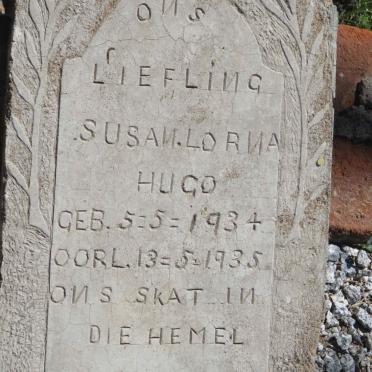 ONS
LIEFLING
SUSAN.LORNA
HUGO
GEB. 5=5=1934
OORL. 13=5=1935
ONS SKAT IN
DIE HEMEL